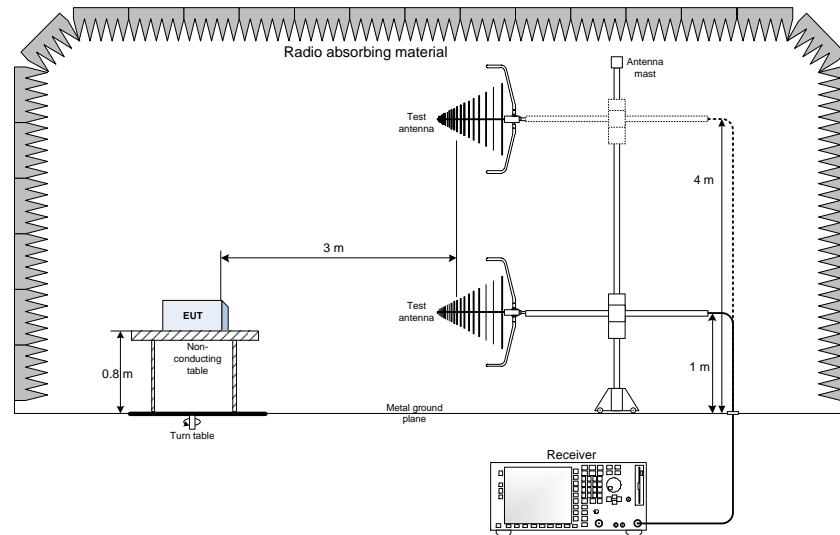 Radio absorbing material
Antenna
mast
Test
antenna
4 m
3 m
EUT
Test
antenna
Non-
conducting
table
0.8 m
1 m
Metal ground
plane
Turn table
Receiver